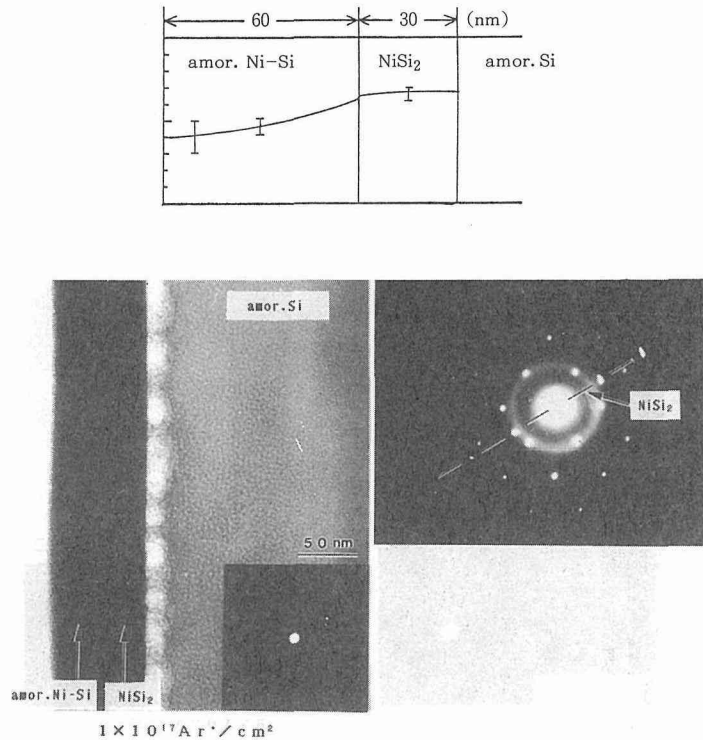 60 30 (nm)
amor. Ni-Si NiSi₂ amor. Si
amor.Si
NiSi₂
50 nm
amor.Ni-Si NiSi₂
1×10¹⁷Ar⁺/cm²